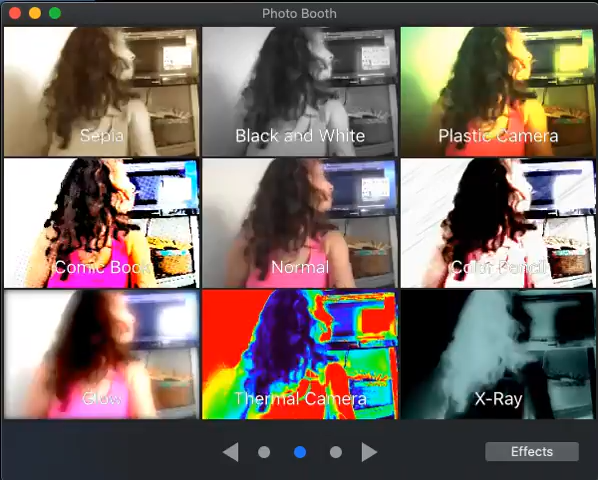 Photo Booth
Sepia
Black and White
Plastic Camera
Comic Book
Normal
Color Pencil
Glow
Thermal Camera
X-Ray
Effects